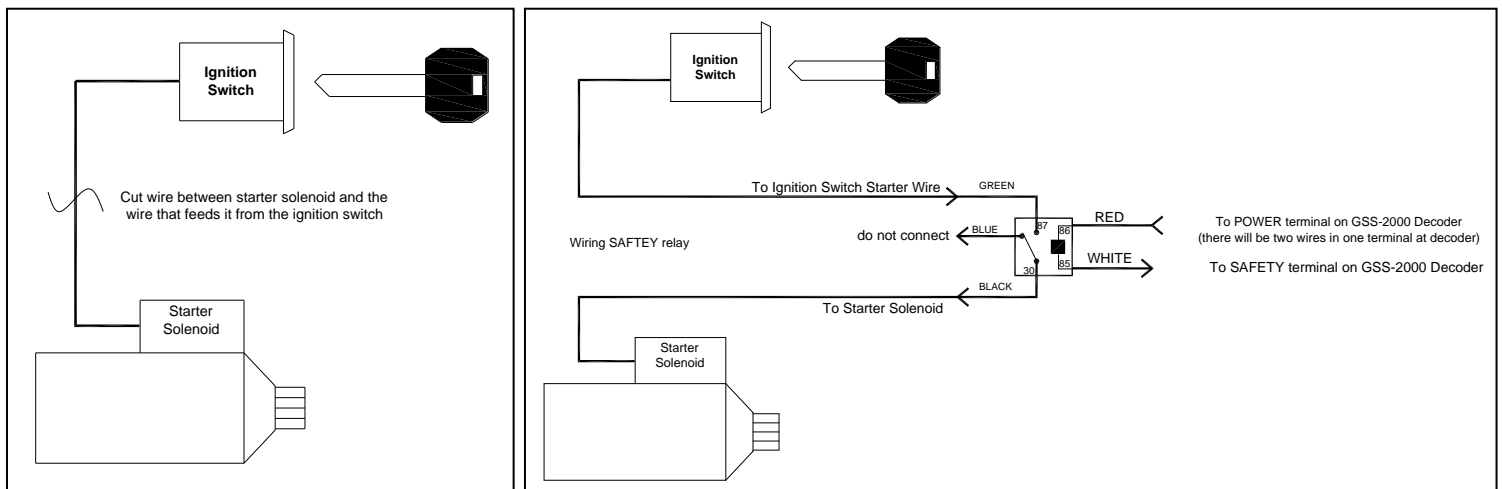 Ignition
Switch
Cut wire between starter solenoid and the
wire that feeds it from the ignition switch
Starter
Solenoid
Ignition
Switch
To Ignition Switch Starter Wire
GREEN
87
RED
86
To POWER terminal on GSS-2000 Decoder
(there will be two wires in one terminal at decoder)
Wiring SAFTEY relay
do not connect
BLUE
WHITE
85
To SAFETY terminal on GSS-2000 Decoder
30
BLACK
To Starter Solenoid
Starter
Solenoid